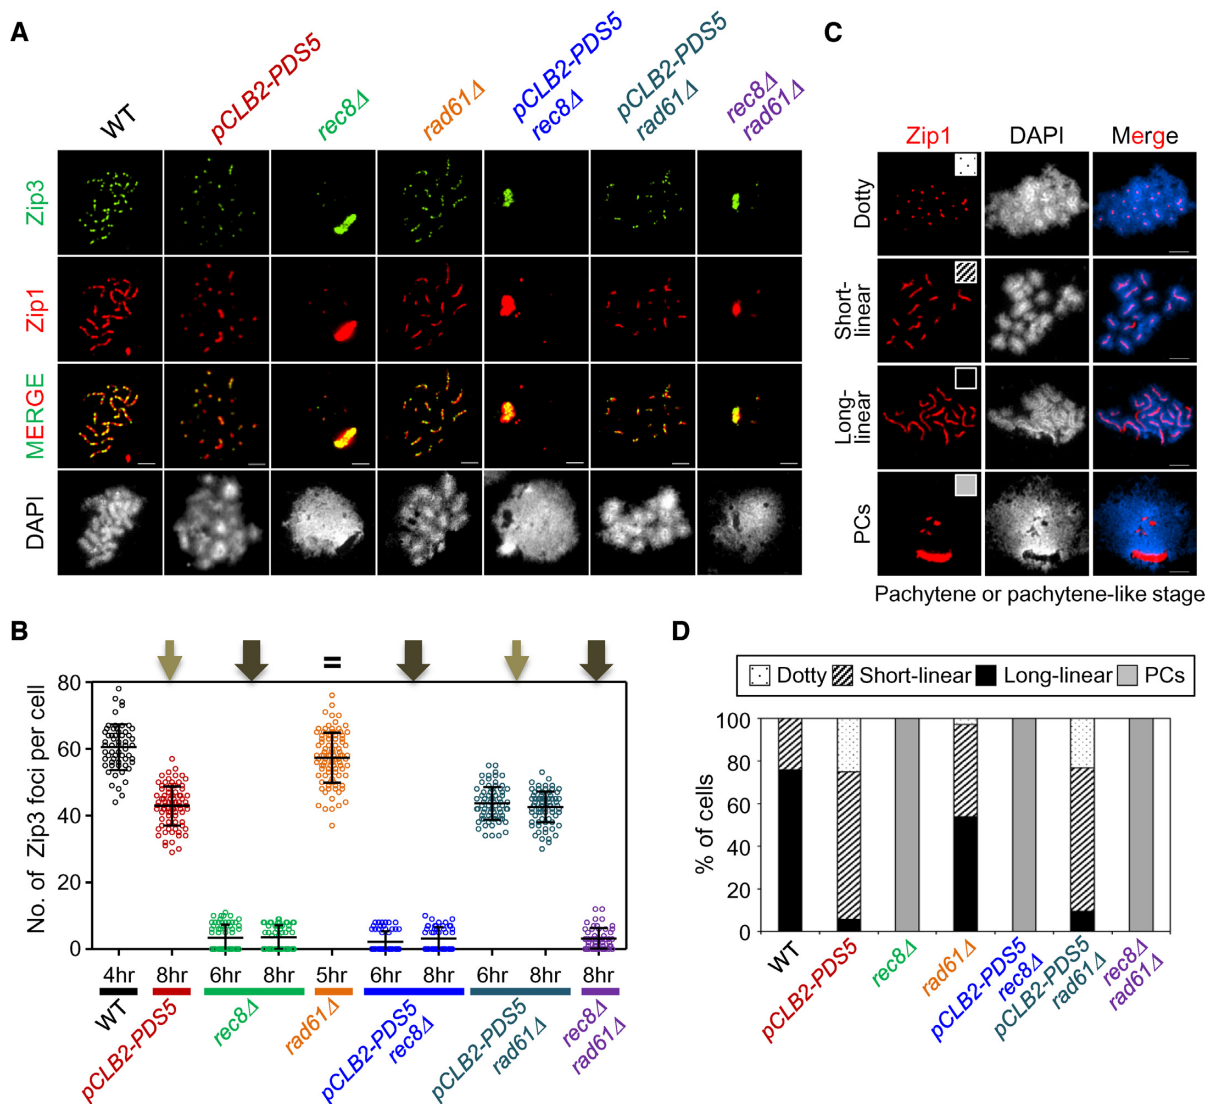 A
WT
pCLB2-PDS5
rec8Δ
rad61Δ
pCLB2-PDS5
rec8Δ
pCLB2-PDS5
rad61Δ
rec8Δ
rad61Δ
Zip3
Zip1
MERGE
DAPI
C
Zip1 DAPI Merge
Dotty
Short-
linear
Long-
linear
PCs
Pachytene or pachytene-like stage
B
=
No. of Zip3 foci per cell
80
60
40
20
0
4hr 8hr 6hr 8hr 5hr 6hr 8hr 6hr 8hr 8hr
WT
pCLB2-PDS5
rec8Δ
rad61Δ
pCLB2-PDS5
rec8Δ
pCLB2-PDS5
rad61Δ
rec8Δ
rad61Δ
D
Dotty Short-linear Long-linear PCs
% of cells
100
80
60
40
20
0
WT
pCLB2-PDS5
rec8Δ
rad61Δ
pCLB2-PDS5
rec8Δ
pCLB2-PDS5
rad61Δ
rec8Δ
rad61Δ